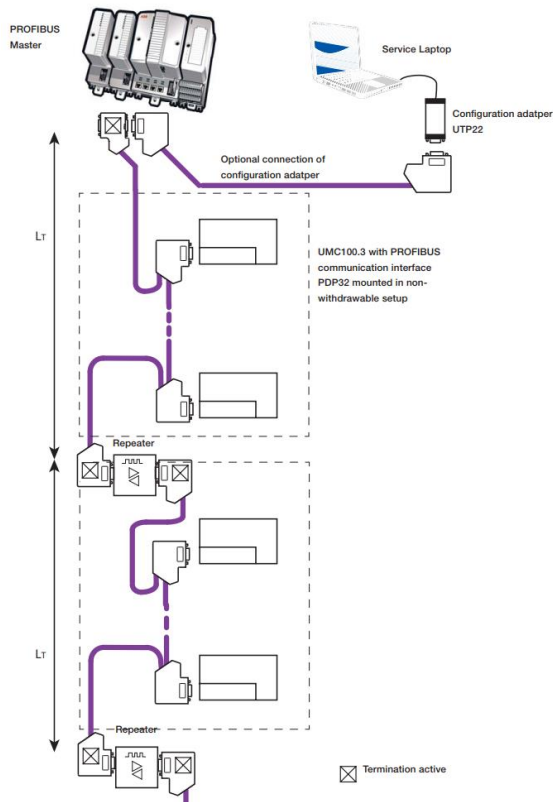 PROFIBUS
Master
Service Laptop
Configuration adatper
UTP22
Optional connection of
configuration adatper
LT
UMC100.3 with PROFIBUS
communication interface
PDP32 mounted in non-
withdrawable setup
Repeater
LT
Repeater
Termination active